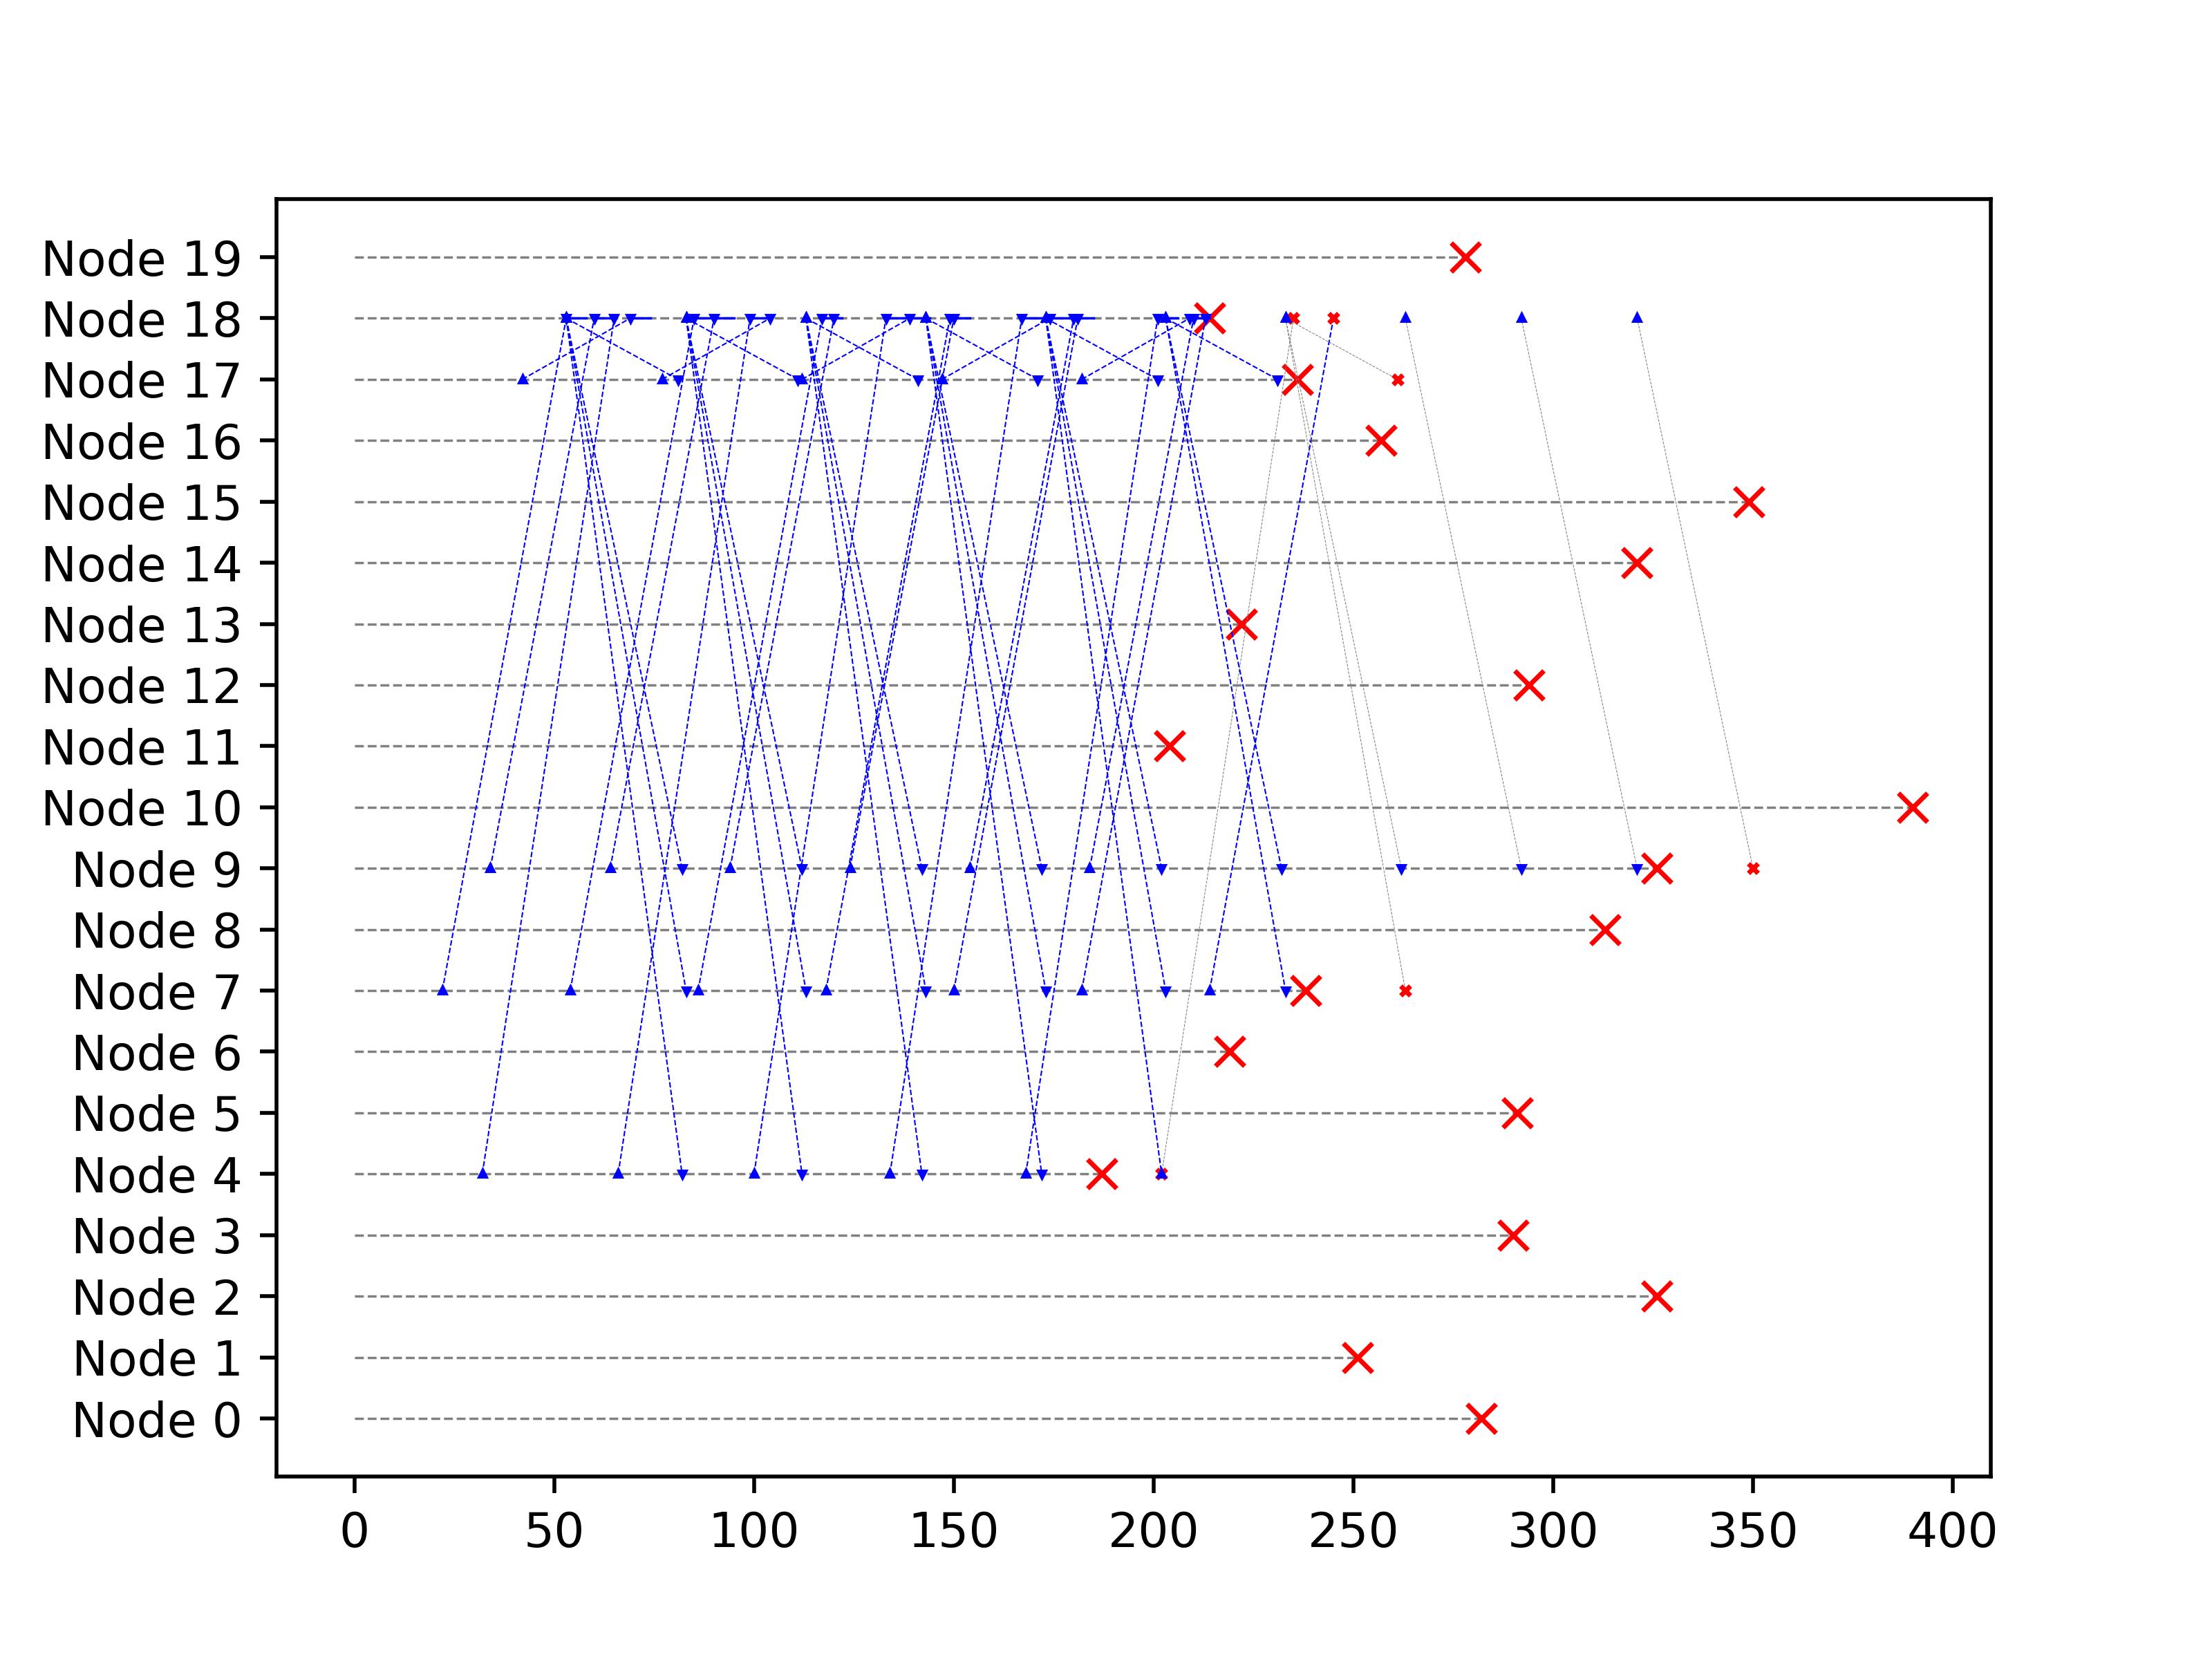 Node 19
Node 18
Node 17
Node 16
Node 15
Node 14
Node 13
Node 12
Node 11
Node 10
Node 9
Node 8
Node 7
Node 6
Node 5
Node 4
Node 3
Node 2
Node 1
Node 0
0 50 100 150 200 250 300 350 400